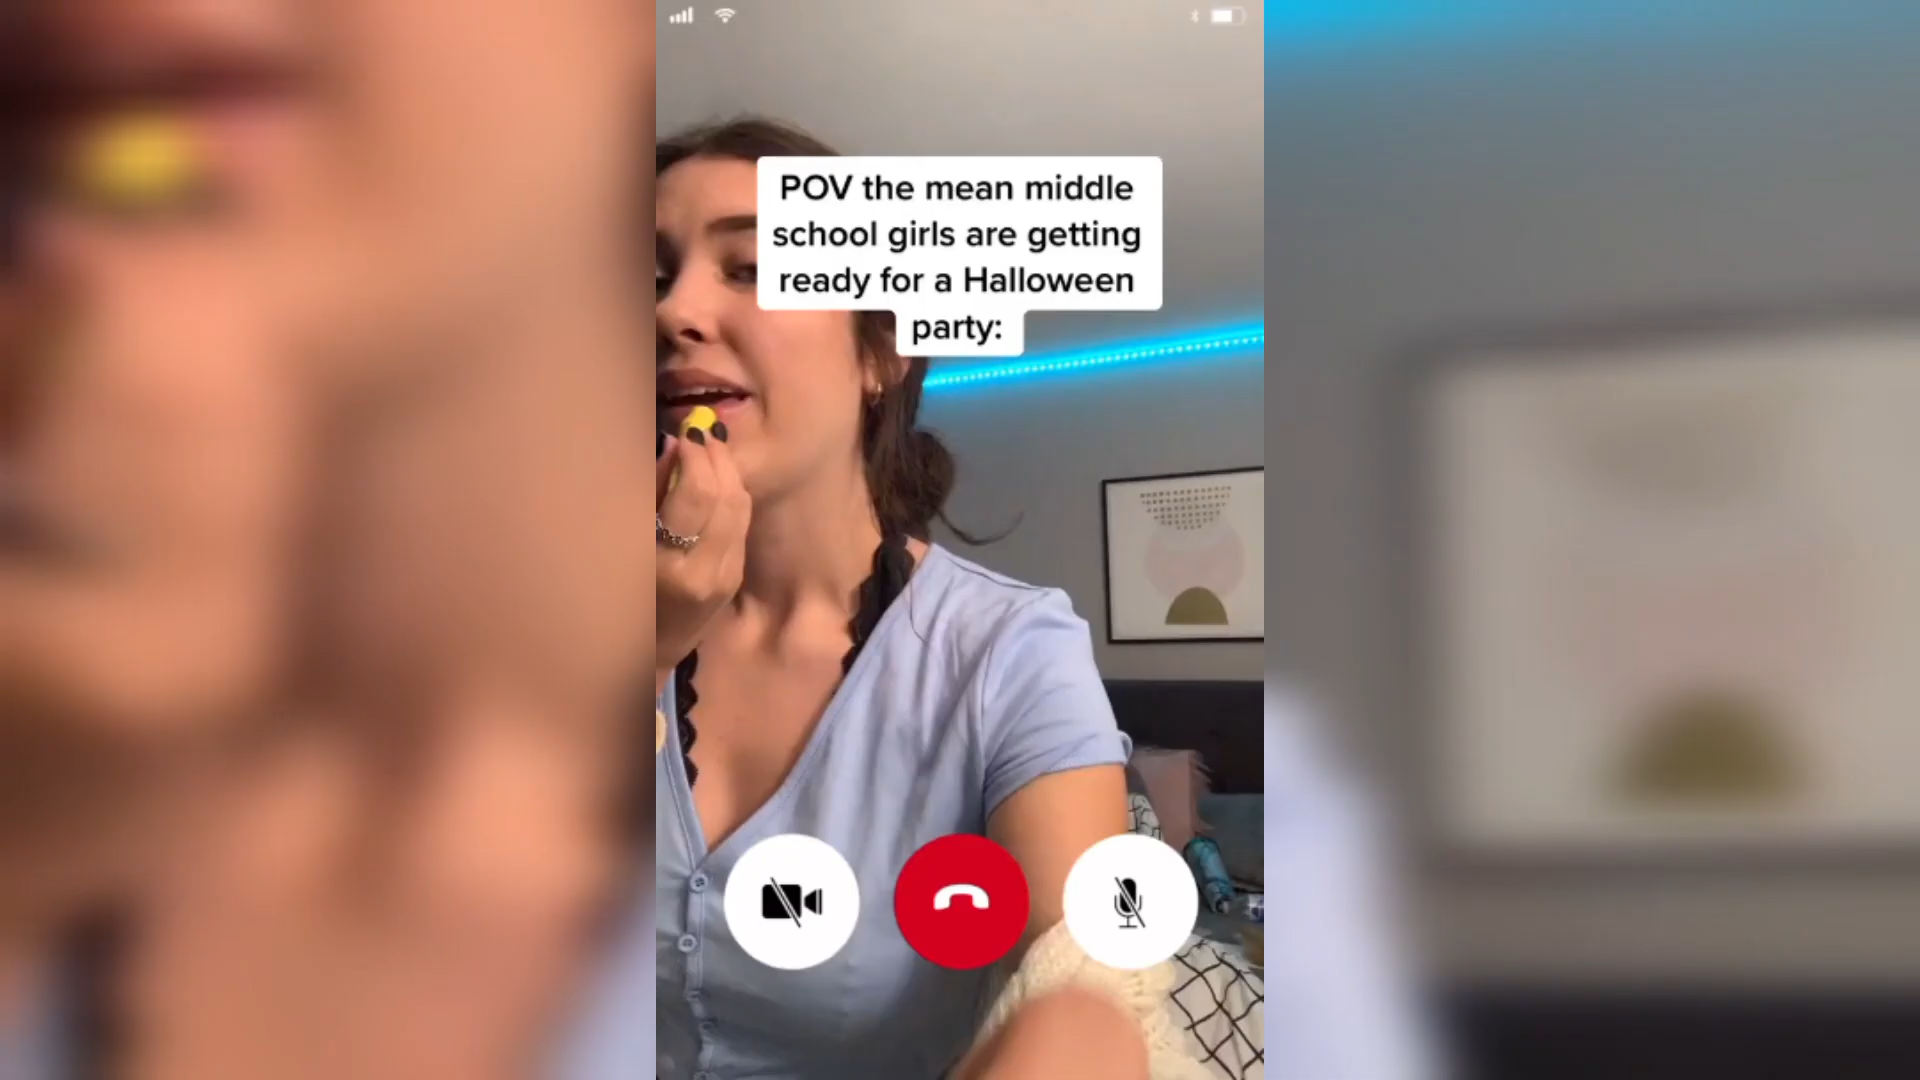 POV the mean middle
school girls are getting
ready for a Halloween
party: